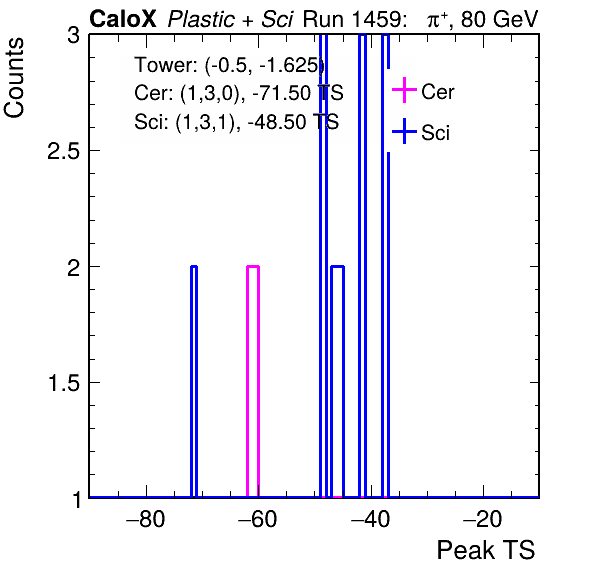 CaloX Plastic + Sci Run 1459: π⁺, 80 GeV
Counts
3
2.5
2
1.5
1
Tower: (-0.5, -1.625)
Cer: (1,3,0), -71.50 TS
Sci: (1,3,1), -48.50 TS
Cer
Sci
−80 −60 −40 −20
Peak TS